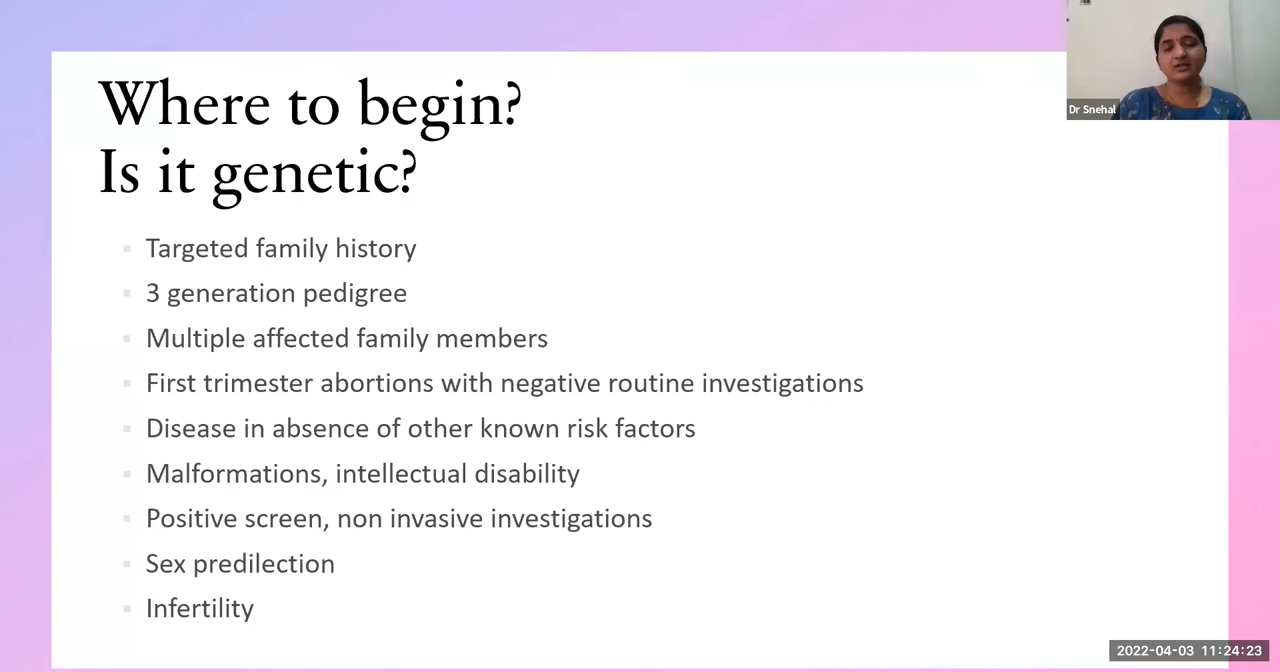 Where to begin?
Is it genetic?
Targeted family history
3 generation pedigree
Multiple affected family members
First trimester abortions with negative routine investigations
Disease in absence of other known risk factors
Malformations, intellectual disability
Positive screen, non invasive investigations
Sex predilection
Infertility
Dr Snehal
2022-04-03 11:24:23